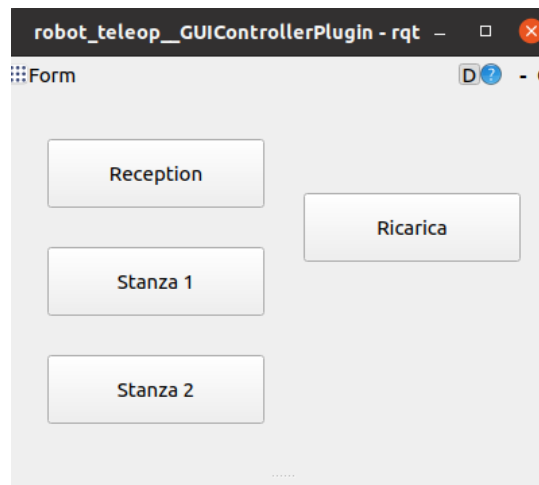 robot_teleop__GUIControllerPlugin - rqt
Form
D ?
Reception
Ricarica
Stanza 1
Stanza 2